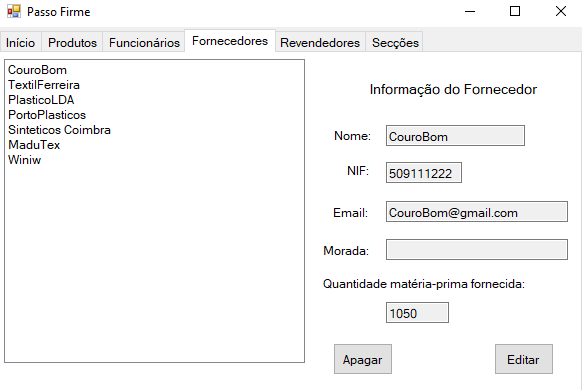 Passo Firme
Início Produtos Funcionários Fornecedores Revendedores Secções
CouroBom
TextilFerreira
PlasticoLDA
PortoPlasticos
Sinteticos Coimbra
MaduTex
Winiw
Informação do Fornecedor
Nome: CouroBom
NIF: 509111222
Email: CouroBom@gmail.com
Morada:
Quantidade matéria-prima fornecida:
1050
Apagar Editar